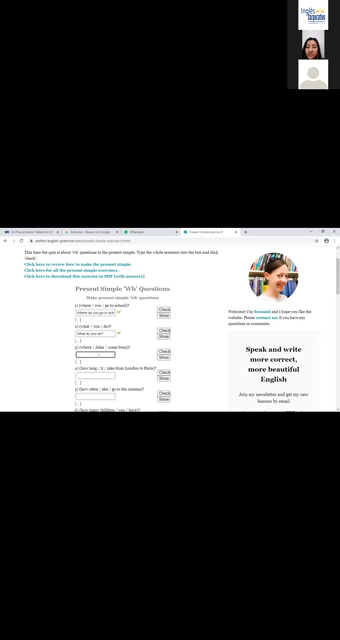 Inglés
corporativo
WhatsApp
perfect-english-grammar.com/present-simple-exercise-3.html
This time the quiz is about 'wh' questions in the present simple. Type the whole sentence into the box and click
'check'.
Click here to review how to make the present simple.
Click here for all the present simple exercises.
Click here to download this exercise in PDF (with answers)
Present Simple 'Wh' Questions
Make present simple 'wh' questions
1) [where / you / go to school]?
Where do you go to scho
Check
Show
[ . ]
2) [what / you / do]?
What do you do?
Check
Show
[ . ]
3) [where / John / come from]?
Check
Show
[ . ]
4) [how long / it / take from London to Paris]?
Check
Show
[ . ]
5) [how often / she / go to the cinema]?
Check
Show
[ . ]
6) [how many children / you / have]?
Welcome! I'm Seonaid and I hope you like the
website. Please contact me if you have any
questions or comments.
Speak and write
more correct,
more beautiful
English
Join my newsletter and get my new
lessons by email